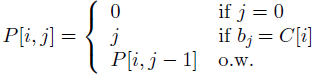 0 if j = 0
P[i, j] = { j if b_j = C[i]
P[i, j − 1] o.w.